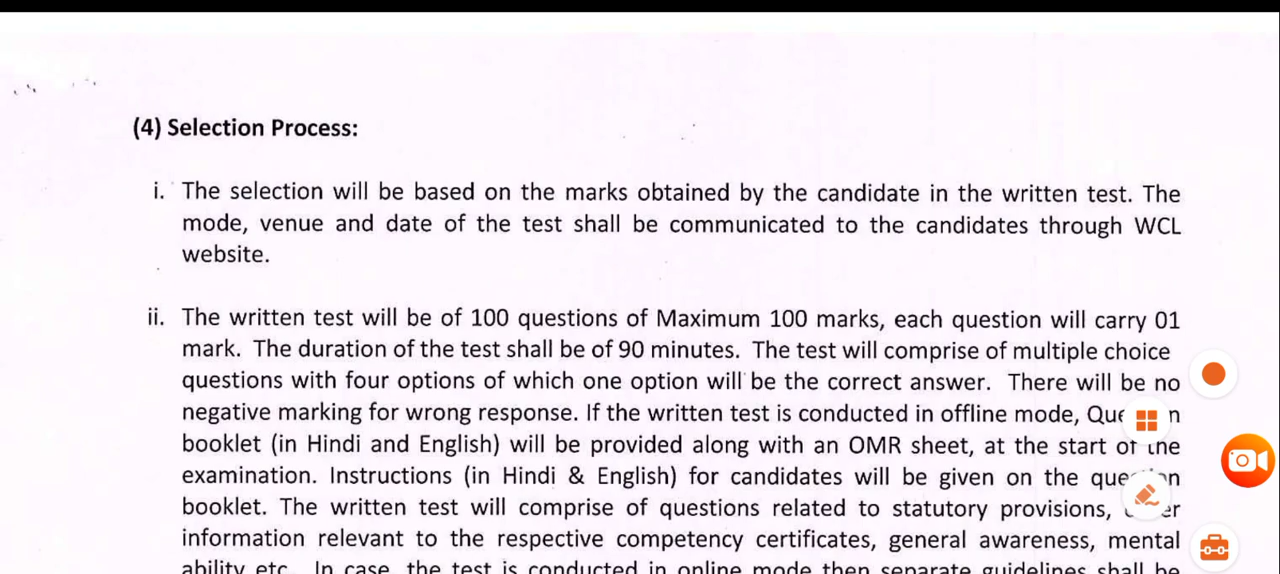 (4) Selection Process:
i. The selection will be based on the marks obtained by the candidate in the written test. The
mode, venue and date of the test shall be communicated to the candidates through WCL
website.
ii. The written test will be of 100 questions of Maximum 100 marks, each question will carry 01
mark. The duration of the test shall be of 90 minutes. The test will comprise of multiple choice
questions with four options of which one option will be the correct answer. There will be no
negative marking for wrong response. If the written test is conducted in offline mode,
booklet (in Hindi and English) will be provided along with an OMR sheet, at the start of the
examination. Instructions (in Hindi & English) for candidates will be given on the
booklet. The written test will comprise of questions related to statutory provisions,
information relevant to the respective competency certificates, general awareness, mental
ability etc. In case, the test is conducted in online mode then separate guidelines shall be